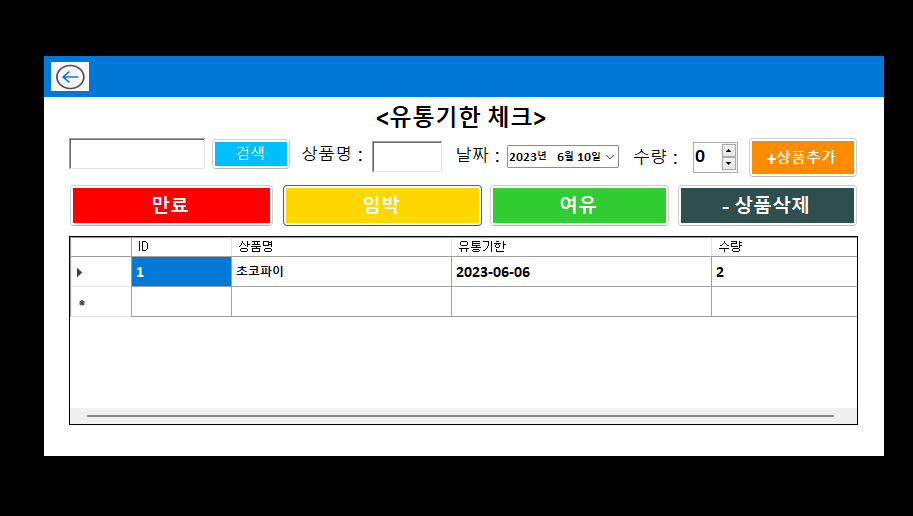 <유통기한 체크>
검색 상품명 : 날짜 : 2023년 6월 10일 수량 : 0 +상품추가
만료 임박 여유 - 상품삭제
ID 상품명 유통기한 수량
1 초코파이 2023-06-06 2